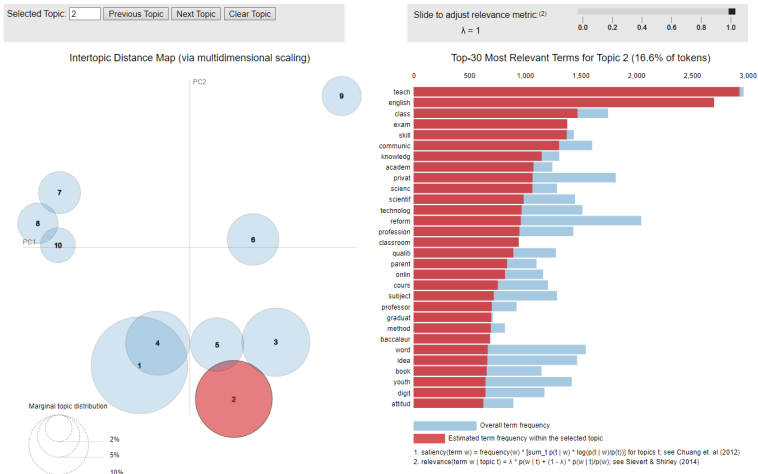 Selected Topic: 2 Previous Topic Next Topic Clear Topic
Slide to adjust relevance metric:(2)
λ = 1
0.0 0.2 0.4 0.6 0.8 1.0
Intertopic Distance Map (via multidimensional scaling)
PC2
PC1
9
7
8
10
6
4
1
5
3
2
Marginal topic distribution
2%
5%
10%
Top-30 Most Relevant Terms for Topic 2 (16.6% of tokens)
0 500 1,000 1,500 2,000 2,500 3,000
teach
english
class
exam
skill
communic
knowledg
academ
privat
scienc
scientif
technolog
reform
profession
classroom
qualiti
parent
onlin
cours
subject
professor
graduat
method
baccalaur
word
idea
book
youth
digit
attitud
Overall term frequency
Estimated term frequency within the selected topic
1. saliency(term w) = frequency(w) * [sum_t p(t | w) * log(p(t | w)/p(t))] for topics t; see Chuang et. al (2012)
2. relevance(term w | topic t) = λ * p(w | t) + (1 - λ) * p(w | t)/p(w); see Sievert & Shirley (2014)